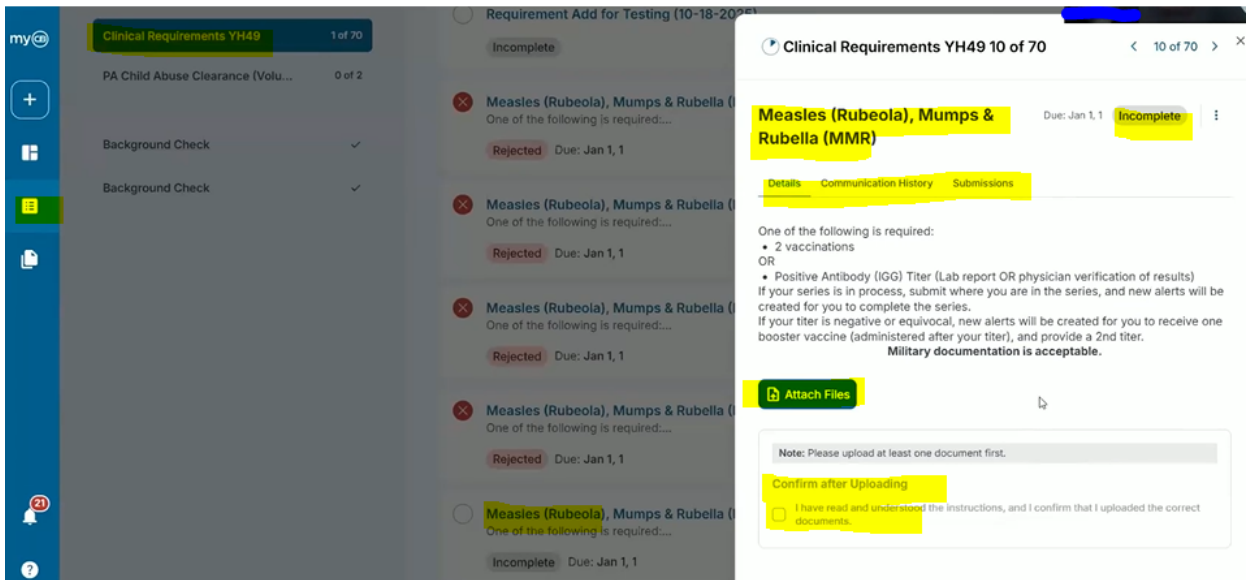 my CB
Clinical Requirements YH49 1 of 70
PA Child Abuse Clearance (Volu... 0 of 2
Background Check
Background Check
21
?
Requirement Add for Testing (10-18-2025)
Incomplete
Measles (Rubeola), Mumps & Rubella (
One of the following is required:...
Rejected Due: Jan 1, 1
Measles (Rubeola), Mumps & Rubella (
One of the following is required:...
Rejected Due: Jan 1, 1
Measles (Rubeola), Mumps & Rubella (
One of the following is required:...
Rejected Due: Jan 1, 1
Measles (Rubeola), Mumps & Rubella (
One of the following is required:...
Rejected Due: Jan 1, 1
Measles (Rubeola), Mumps & Rubella (
One of the following is required:...
Incomplete Due: Jan 1, 1
Clinical Requirements YH49 10 of 70
< 10 of 70 >
Measles (Rubeola), Mumps &
Rubella (MMR)
Due: Jan 1, 1 Incomplete
Details Communication History Submissions
One of the following is required:
• 2 vaccinations
OR
• Positive Antibody (IGG) Titer (Lab report OR physician verification of results)
If your series is in process, submit where you are in the series, and new alerts will be
created for you to complete the series.
If your titer is negative or equivocal, new alerts will be created for you to receive one
booster vaccine (administered after your titer), and provide a 2nd titer.
Military documentation is acceptable.
Attach Files
Note: Please upload at least one document first.
Confirm after Uploading
I have read and understood the instructions, and I confirm that I uploaded the correct
documents.